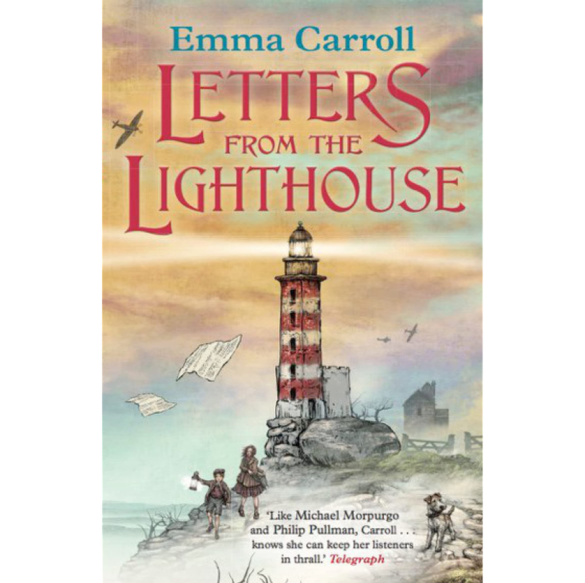 Emma Carroll
LETTERS
FROM THE
LIGHTHOUSE
‘Like Michael Morpurgo
and Philip Pullman, Carroll . . .
knows she can keep her listeners
in thrall.’ Telegraph